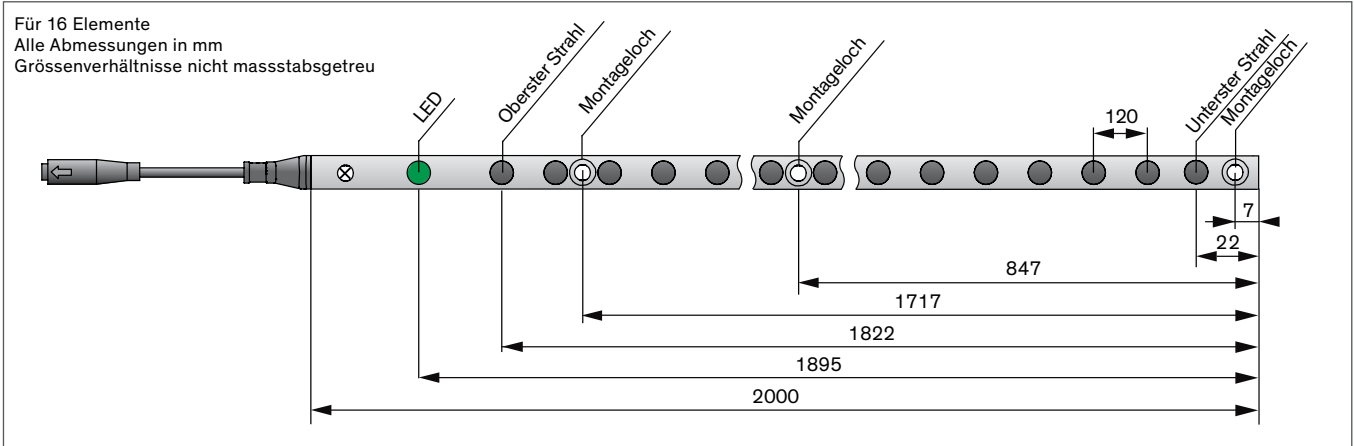 Für 16 Elemente
Alle Abmessungen in mm
Grössenverhältnisse nicht massstabsgetreu
LED
Oberster Strahl
Montageloch
Montageloch
Unterster Strahl
Montageloch
120
7
22
847
1717
1822
1895
2000